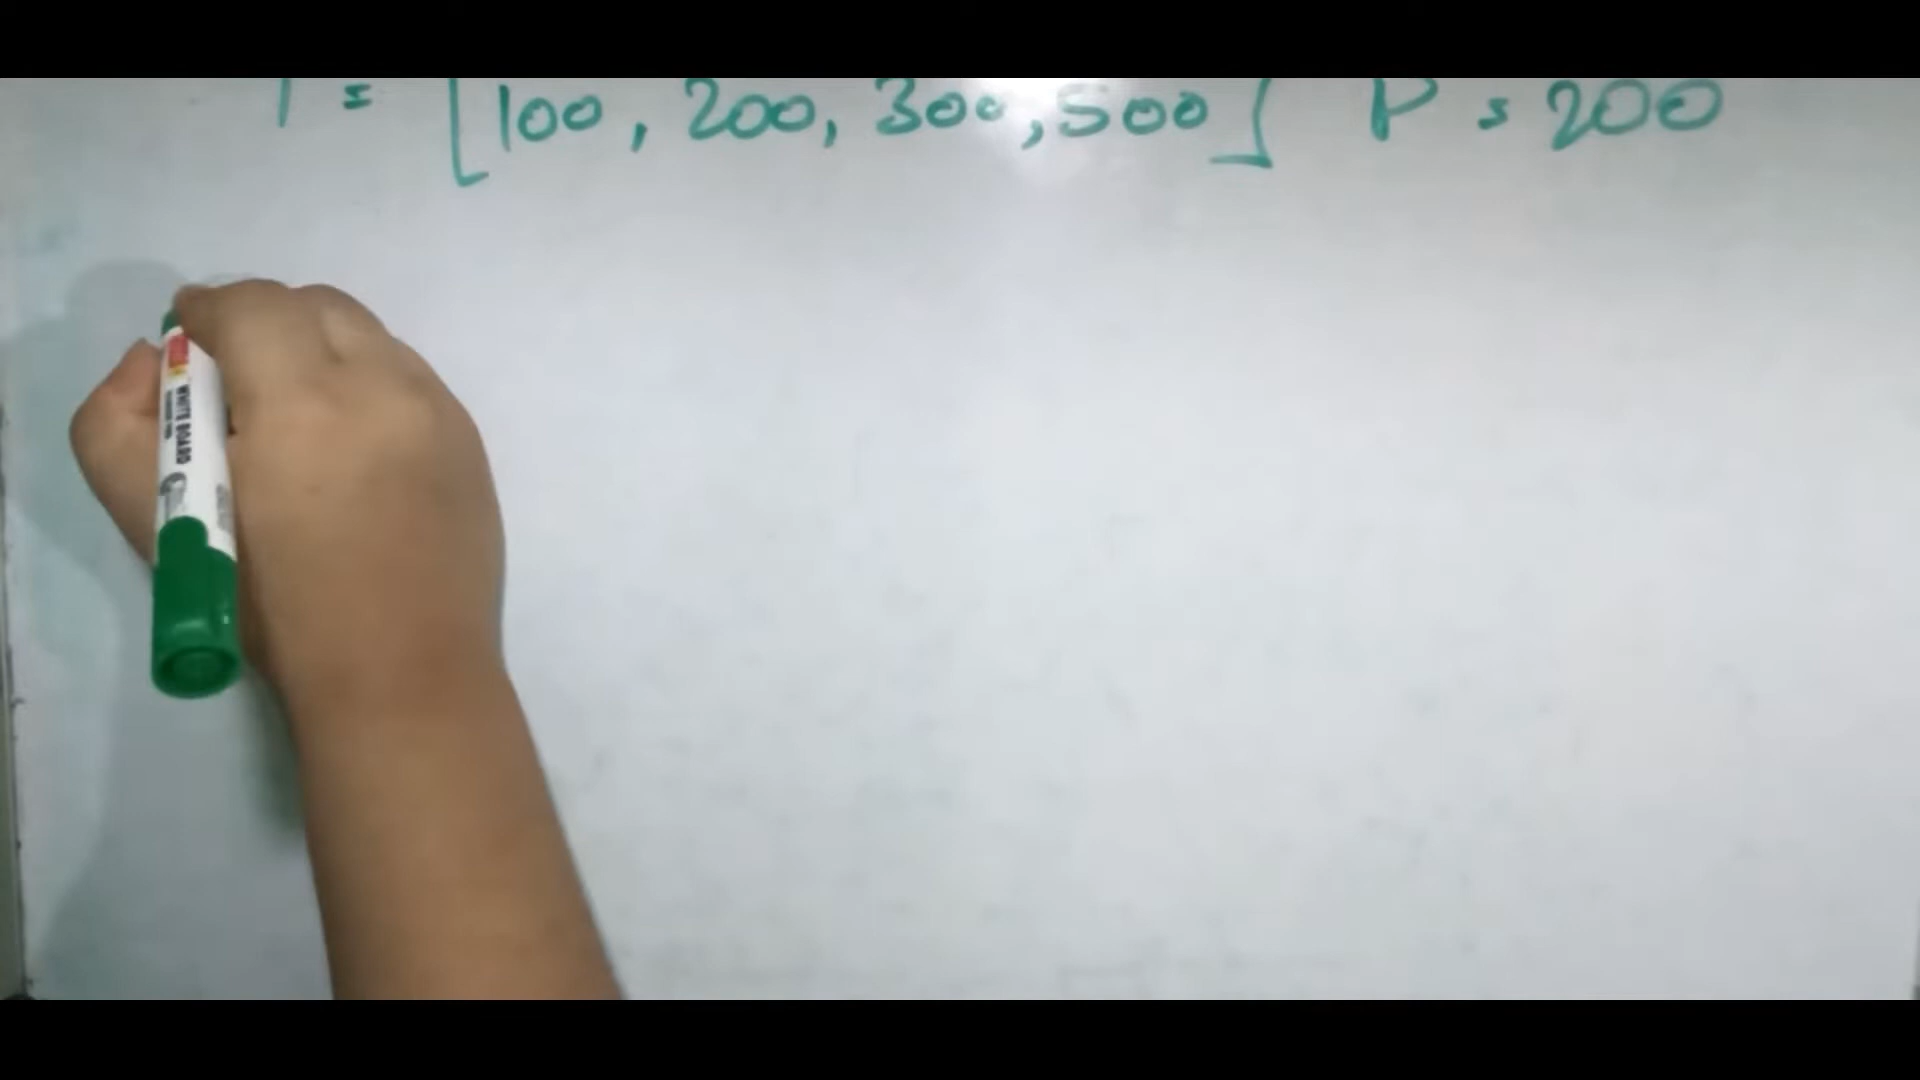 = [100, 200, 300, 500] P = 200
WHITE BOARD